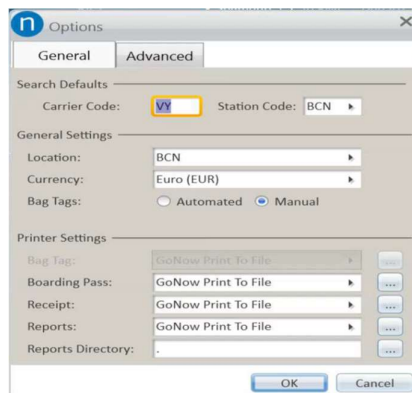 n Options
General Advanced
Search Defaults
Carrier Code: VY Station Code: BCN
General Settings
Location: BCN
Currency: Euro (EUR)
Bag Tags: Automated Manual
Printer Settings
Bag Tag: GoNow Print To File ...
Boarding Pass: GoNow Print To File ...
Receipt: GoNow Print To File ...
Reports: GoNow Print To File ...
Reports Directory: . ...
OK Cancel